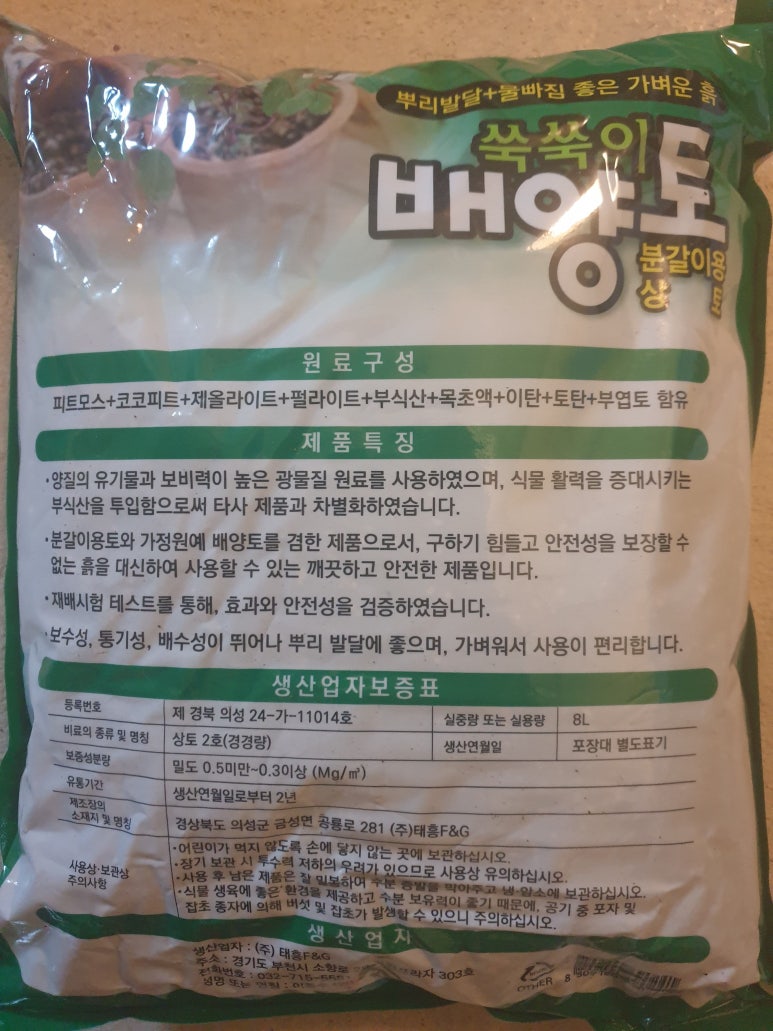 뿌리발달+물빠짐 좋은 가벼운 흙
쑥쑥이
배양토
분갈이용
상 토
원료구성
피트모스+코코피트+제올라이트+펄라이트+부식산+목초액+이탄+토탄+부엽토 함유
제품특징
·양질의 유기물과 보비력이 높은 광물질 원료를 사용하였으며, 식물 활력을 증대시키는
부식산을 투입함으로써 타사 제품과 차별화하였습니다.
·분갈이용토와 가정원예 배양토를 겸한 제품으로서, 구하기 힘들고 안전성을 보장할 수
없는 흙을 대신하여 사용할 수 있는 깨끗하고 안전한 제품입니다.
·재배시험 테스트를 통해, 효과와 안전성을 검증하였습니다.
·보수성, 통기성, 배수성이 뛰어나 뿌리 발달에 좋으며, 가벼워서 사용이 편리합니다.
생산업자보증표
등록번호 제 경북 의성 24-가-11014호 실중량 또는 실용량 8L
비료의 종류 및 명칭 상토 2호(경경량) 생산연월일 포장대 별도표기
보증성분량 밀도 0.5미만~0.3이상 (Mg/㎥)
유통기간 생산연월일로부터 2년
제조장의
소재지 및 명칭 경상북도 의성군 금성면 공룡로 281 (주)태흥F&G
사용상·보관상
주의사항
·어린이가 먹지 않도록 손에 닿지 않는 곳에 보관하십시오.
·장기 보관 시 투수력 저하의 우려가 있으므로 사용상 유의하십시오.
·사용 후 남은 제품은 잘 밀봉하여 수분 증발을 막아주고 냉·암소에 보관하십시오.
·식물 생육에 좋은 환경을 제공하고 수분 보유력이 좋기 때문에, 공기 중 포자 및
잡초 종자에 의해 버섯 및 잡초가 발생할 수 있으니 주의하십시오.
생산업자
생산업자 : (주) 태흥F&G
주소 : 경기도 부천시 소향로 303호
전화번호 : 032-715-
성명 또는
OTHER
8